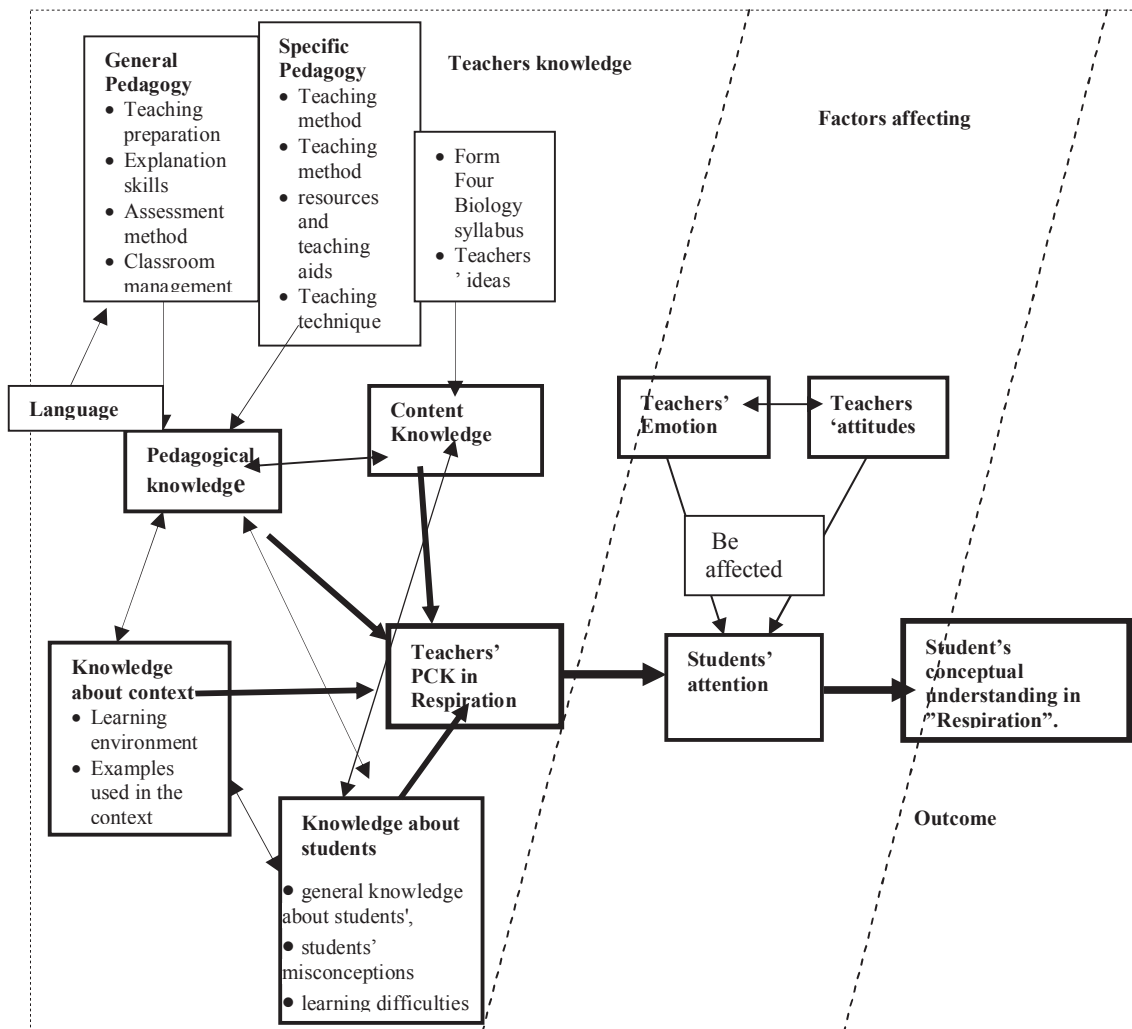 General
Pedagogy
• Teaching
preparation
• Explanation
skills
• Assessment
method
• Classroom
management
Specific
Pedagogy
• Teaching
method
• Teaching
method
• resources
and
teaching
aids
• Teaching
technique
Teachers knowledge
• Form
Four
Biology
syllabus
• Teachers
’ ideas
Factors affecting
Language
Pedagogical
knowledge
Content
Knowledge
Teachers’
Emotion
Teachers
‘attitudes
Be
affected
Knowledge
about context
• Learning
environment
• Examples
used in the
context
Teachers’
PCK in
Respiration
Students’
attention
Student’s
conceptual
understanding in
”Respiration”.
Knowledge about
students
• general knowledge
about students',
• students’
misconceptions
• learning difficulties
Outcome